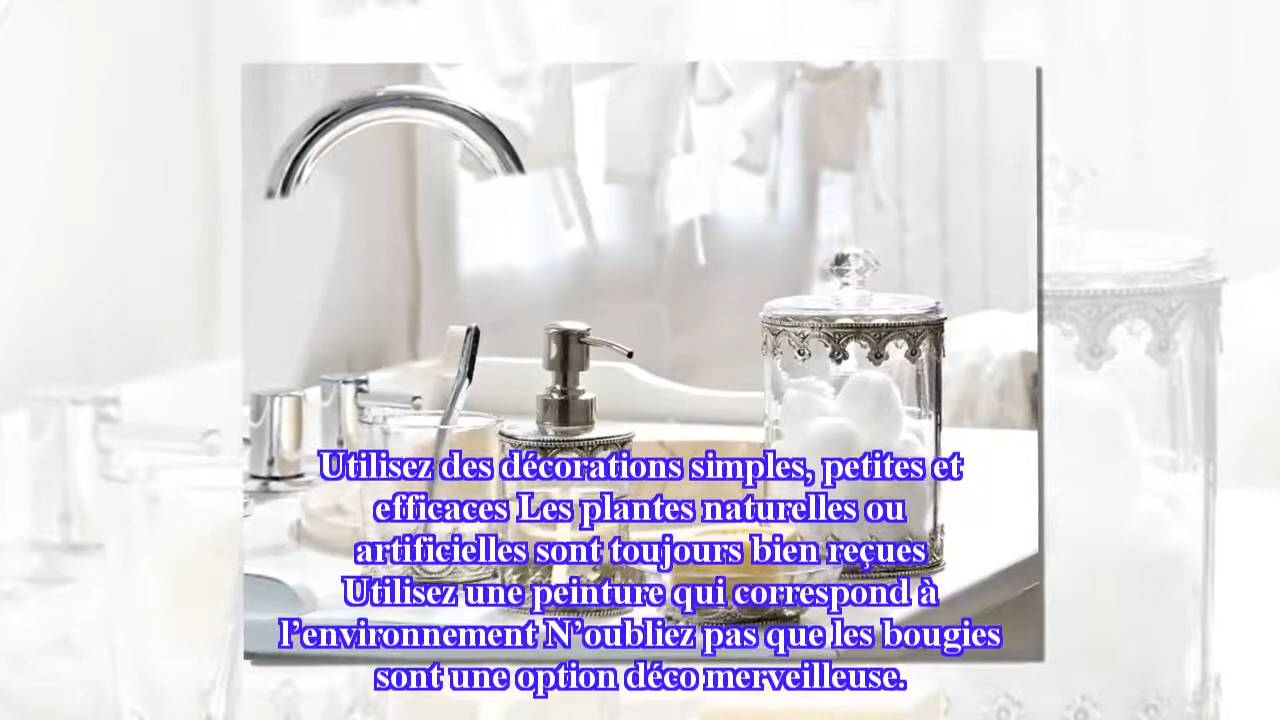 Utilisez des décorations simples, petites et
efficaces Les plantes naturelles ou
artificielles sont toujours bien reçues
Utilisez une peinture qui correspond à
l’environnement N’oubliez pas que les bougies
sont une option déco merveilleuse.